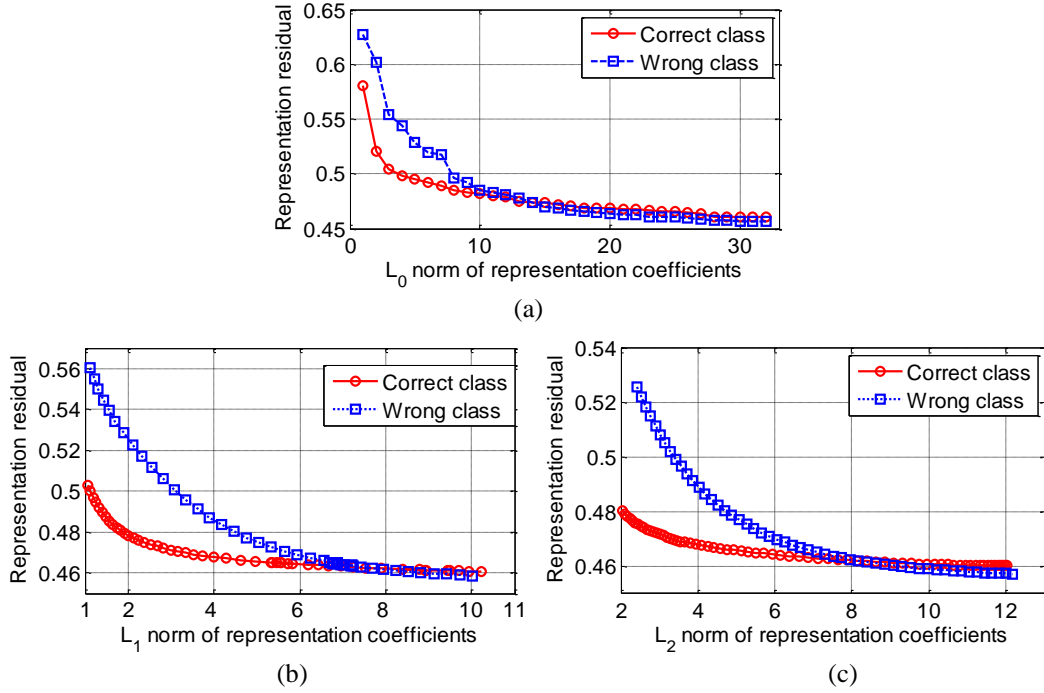 0.65
0.6
0.55
0.5
0.45
0
10
20
30
Representation residual
L0 norm of representation coefficients
Correct class
Wrong class
(a)
0.56
0.54
0.52
0.5
0.48
0.46
1
2
4
6
8
10
11
Representation residual
L1 norm of representation coefficients
Correct class
Wrong class
(b)
0.54
0.52
0.5
0.48
0.46
2
4
6
8
10
12
Representation residual
L2 norm of representation coefficients
Correct class
Wrong class
(c)